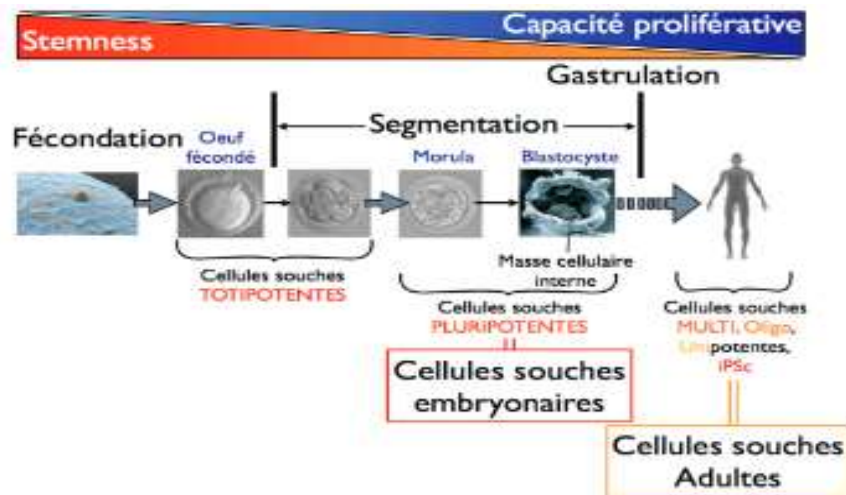 Stemness
Capacité proliférative
Gastrulation
Segmentation
Fécondation
Oeuf
fécondé
Morula
Blastocyste
Masse cellulaire
interne
Cellules souches
TOTIPOTENTES
Cellules souches
PLURiPOTENTES
Cellules souches
MULTI, Oligo,
Unipotentes,
iPSc
Cellules souches
embryonaires
Cellules souches
Adultes